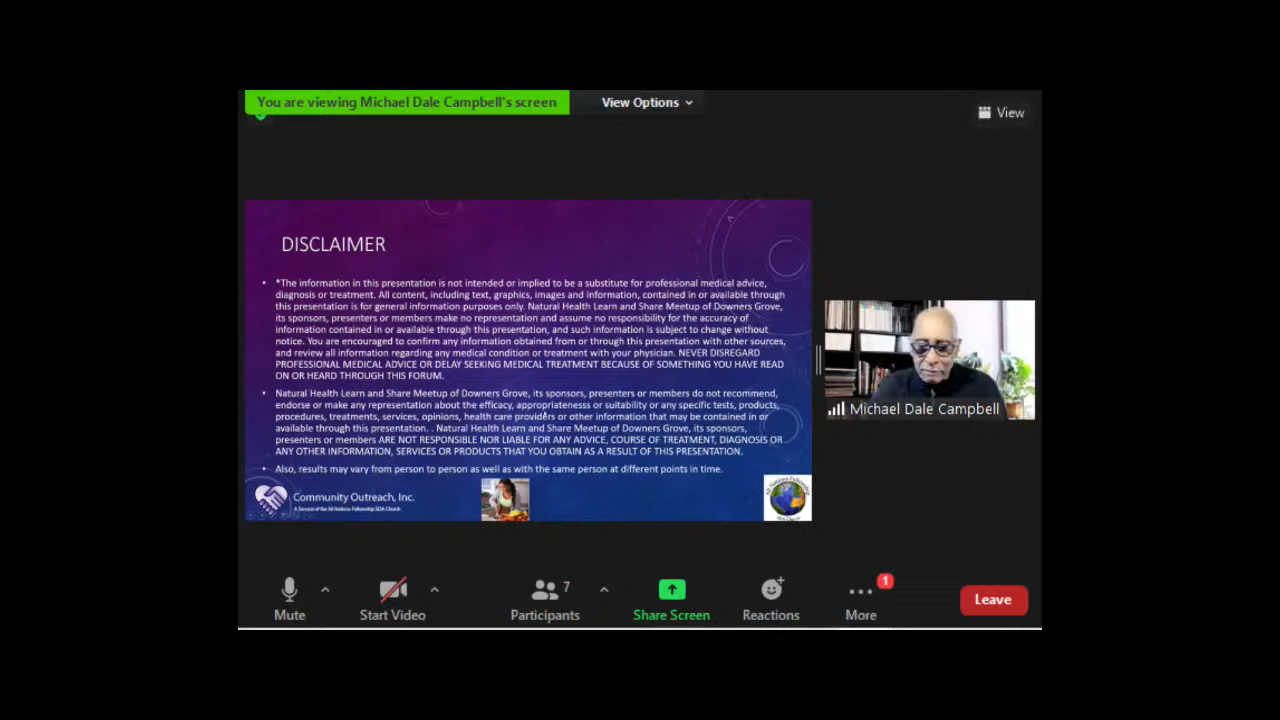 You are viewing Michael Dale Campbell's screen
View Options
View
DISCLAIMER
• *The information in this presentation is not intended or implied to be a substitute for professional medical advice,
diagnosis or treatment. All content, including text, graphics, images and information, contained in or available through
this presentation is for general information purposes only. Natural Health Learn and Share Meetup of Downers Grove,
its sponsors, presenters or members make no representation and assume no responsibility for the accuracy of
information contained in or available through this presentation, and such information is subject to change without
notice. You are encouraged to confirm any information obtained from or through this presentation with other sources,
and review all information regarding any medical condition or treatment with your physician. NEVER DISREGARD
PROFESSIONAL MEDICAL ADVICE OR DELAY SEEKING MEDICAL TREATMENT BECAUSE OF SOMETHING YOU HAVE READ
ON OR HEARD THROUGH THIS FORUM.
• Natural Health Learn and Share Meetup of Downers Grove, its sponsors, presenters or members do not recommend,
endorse or make any representation about the efficacy, appropriatenesss or suitability or any specific tests, products,
procedures, treatments, services, opinions, health care providers or other information that may be contained in or
available through this presentation. . Natural Health Learn and Share Meetup of Downers Grove, its sponsors,
presenters or members ARE NOT RESPONSIBLE NOR LIABLE FOR ANY ADVICE, COURSE OF TREATMENT, DIAGNOSIS OR
ANY OTHER INFORMATION, SERVICES OR PRODUCTS THAT YOU OBTAIN AS A RESULT OF THIS PRESENTATION.
• Also, results may vary from person to person as well as with the same person at different points in time.
Community Outreach, Inc.
A Service of the All Nations Fellowship SDA Church
All Nations Fellowship
SDA Church
Michael Dale Campbell
Mute
Start Video
Participants
7
Share Screen
Reactions
More
1
Leave